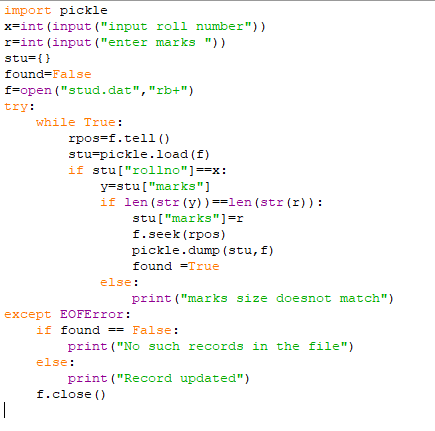 import pickle
x=int(input("input roll number"))
r=int(input("enter marks "))
stu={}
found=False
f=open("stud.dat","rb+")
try:
    while True:
        rpos=f.tell()
        stu=pickle.load(f)
        if stu["rollno"]==x:
            y=stu["marks"]
            if len(str(y))==len(str(r)):
                stu["marks"]=r
                f.seek(rpos)
                pickle.dump(stu,f)
                found =True
            else:
                print("marks size doesnot match")
except EOFError:
    if found == False:
        print("No such records in the file")
    else:
        print("Record updated")
    f.close()